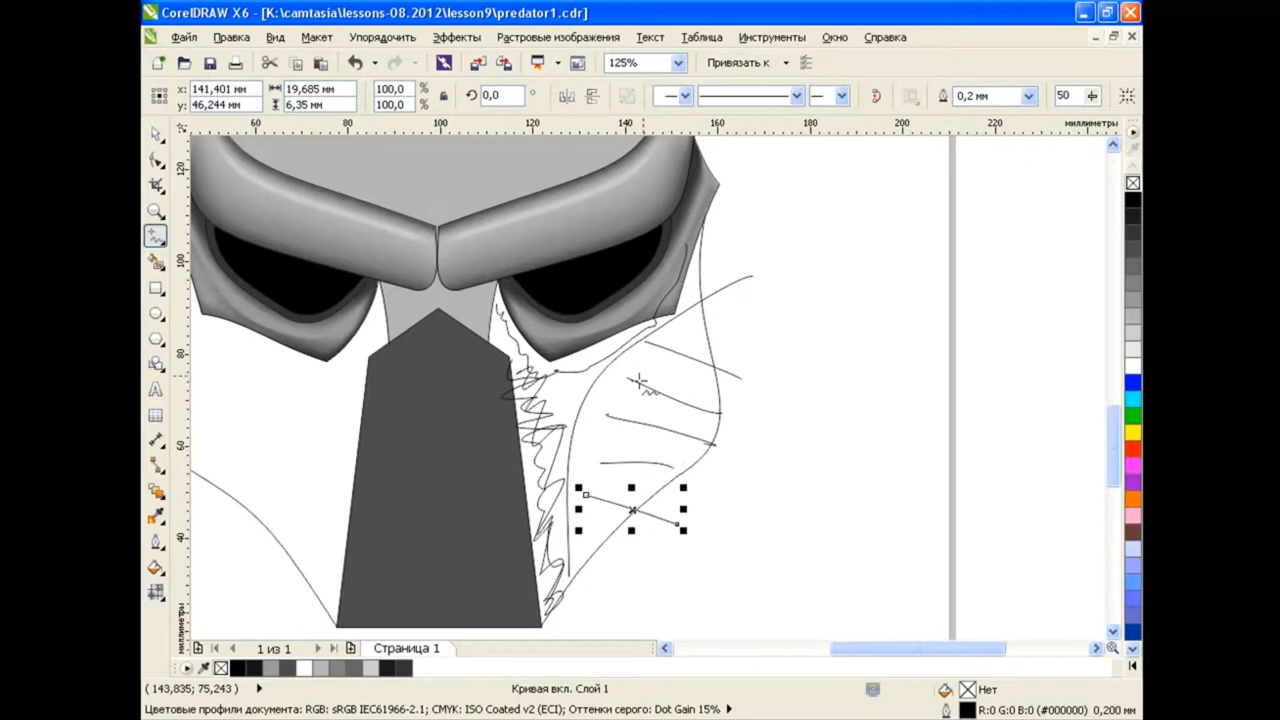 CorelDRAW X6 - [K:\camtasia\lessons-08.2012\lesson9\predator1.cdr]
Файл Правка Вид Макет Упорядочить Эффекты Растровые изображения Текст Таблица Инструменты Окно Справка
125% Привязать к
x: 141,401 мм 19,685 мм 100,0 % 0,0 ° 0,2 мм 50
y: 46,244 мм 6,35 мм 100,0 %
60 80 100 120 140 160 180 200 220 миллиметры
120
100
80
60
40
миллиметры
1 из 1 Страница 1
( 143,835; 75,243 ) Кривая вкл. Слой 1 Нет
Цветовые профили документа: RGB: sRGB IEC61966-2.1; CMYK: ISO Coated v2 (ECI); Оттенки серого: Dot Gain 15% R:0 G:0 B:0 (#000000) 0,200 мм